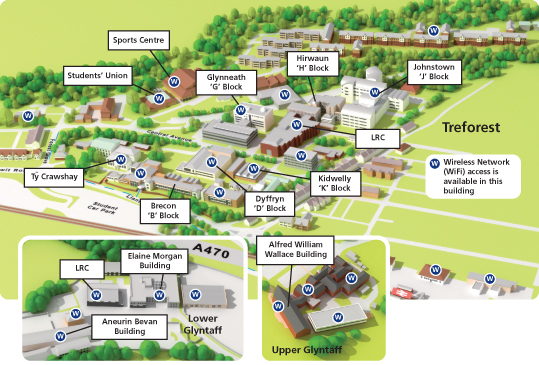 Sports Centre
Students' Union
Glynneath
'G' Block
Hirwaun
'H' Block
Johnstown
'J' Block
Treforest
LRC
W Wireless Network
(WiFi) access is
available in this
building
Central Avenue
Tŷ Crawshay
Brecon
'B' Block
Dyffryn
'D' Block
Kidwelly
'K' Block
Student
Car Park
A470
LRC
Elaine Morgan
Building
Aneurin Bevan
Building
Lower
Glyntaff
Alfred William
Wallace Building
Upper Glyntaff